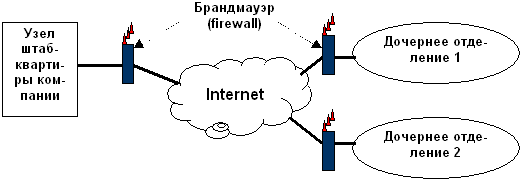 Узел
штаб-
кварти-
ры ком-
пании
Брандмауэр
(firewall)
Internet
Дочернее отде-
ление 1
Дочернее отде-
ление 2